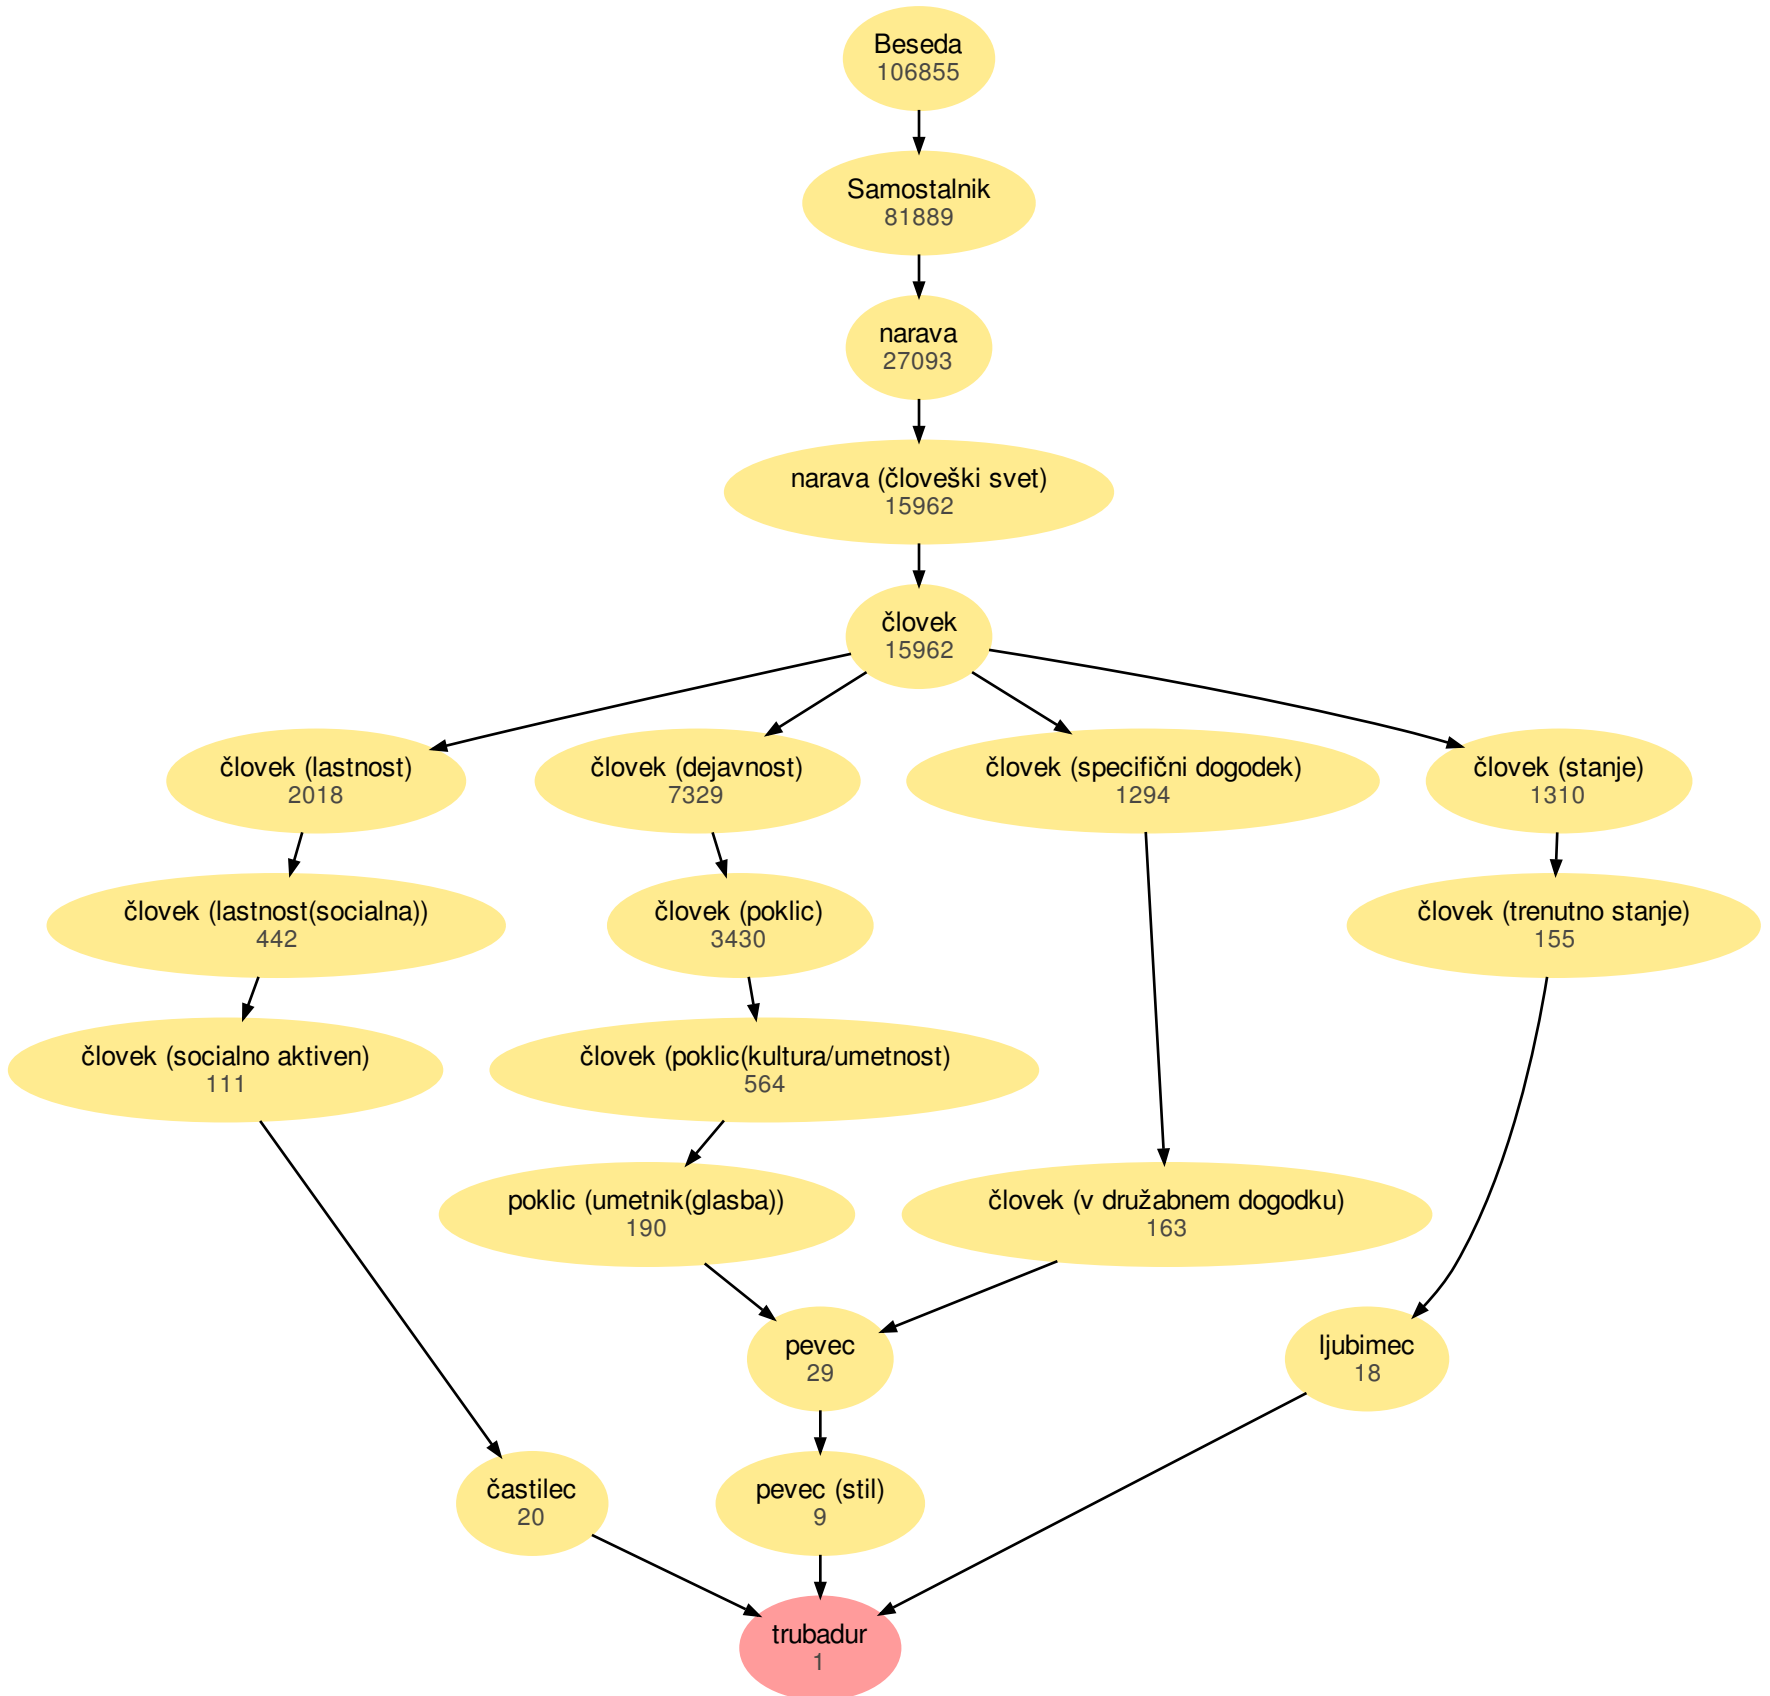 Beseda
106855
Samostalnik
81889
narava
27093
narava (človeški svet)
15962
človek
15962
človek (lastnost)
2018
človek (dejavnost)
7329
človek (specifični dogodek)
1294
človek (stanje)
1310
človek (lastnost(socialna))
442
človek (poklic)
3430
človek (trenutno stanje)
155
človek (socialno aktiven)
111
človek (poklic(kultura/umetnost)
564
poklic (umetnik(glasba))
190
človek (v družabnem dogodku)
163
pevec
29
ljubimec
18
častilec
20
pevec (stil)
9
trubadur
1